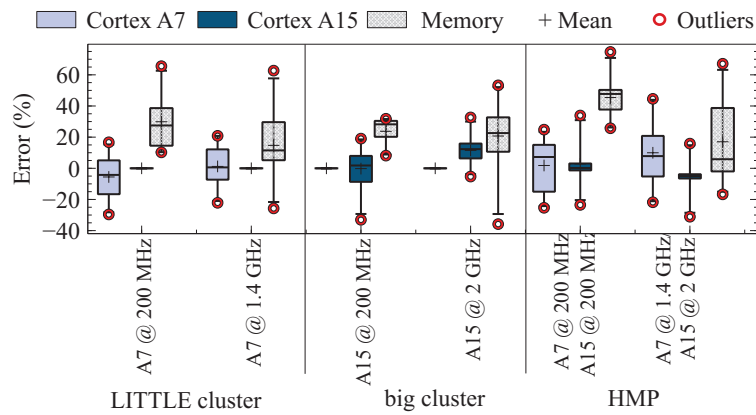 Cortex A7 Cortex A15 Memory + Mean Outliers
Error (%)
60
40
20
0
−20
−40
A7 @ 200 MHz
A7 @ 1.4 GHz
A15 @ 200 MHz
A15 @ 2 GHz
A7 @ 200 MHz/
A15 @ 200 MHz
A7 @ 1.4 GHz/
A15 @ 2 GHz
LITTLE cluster big cluster HMP